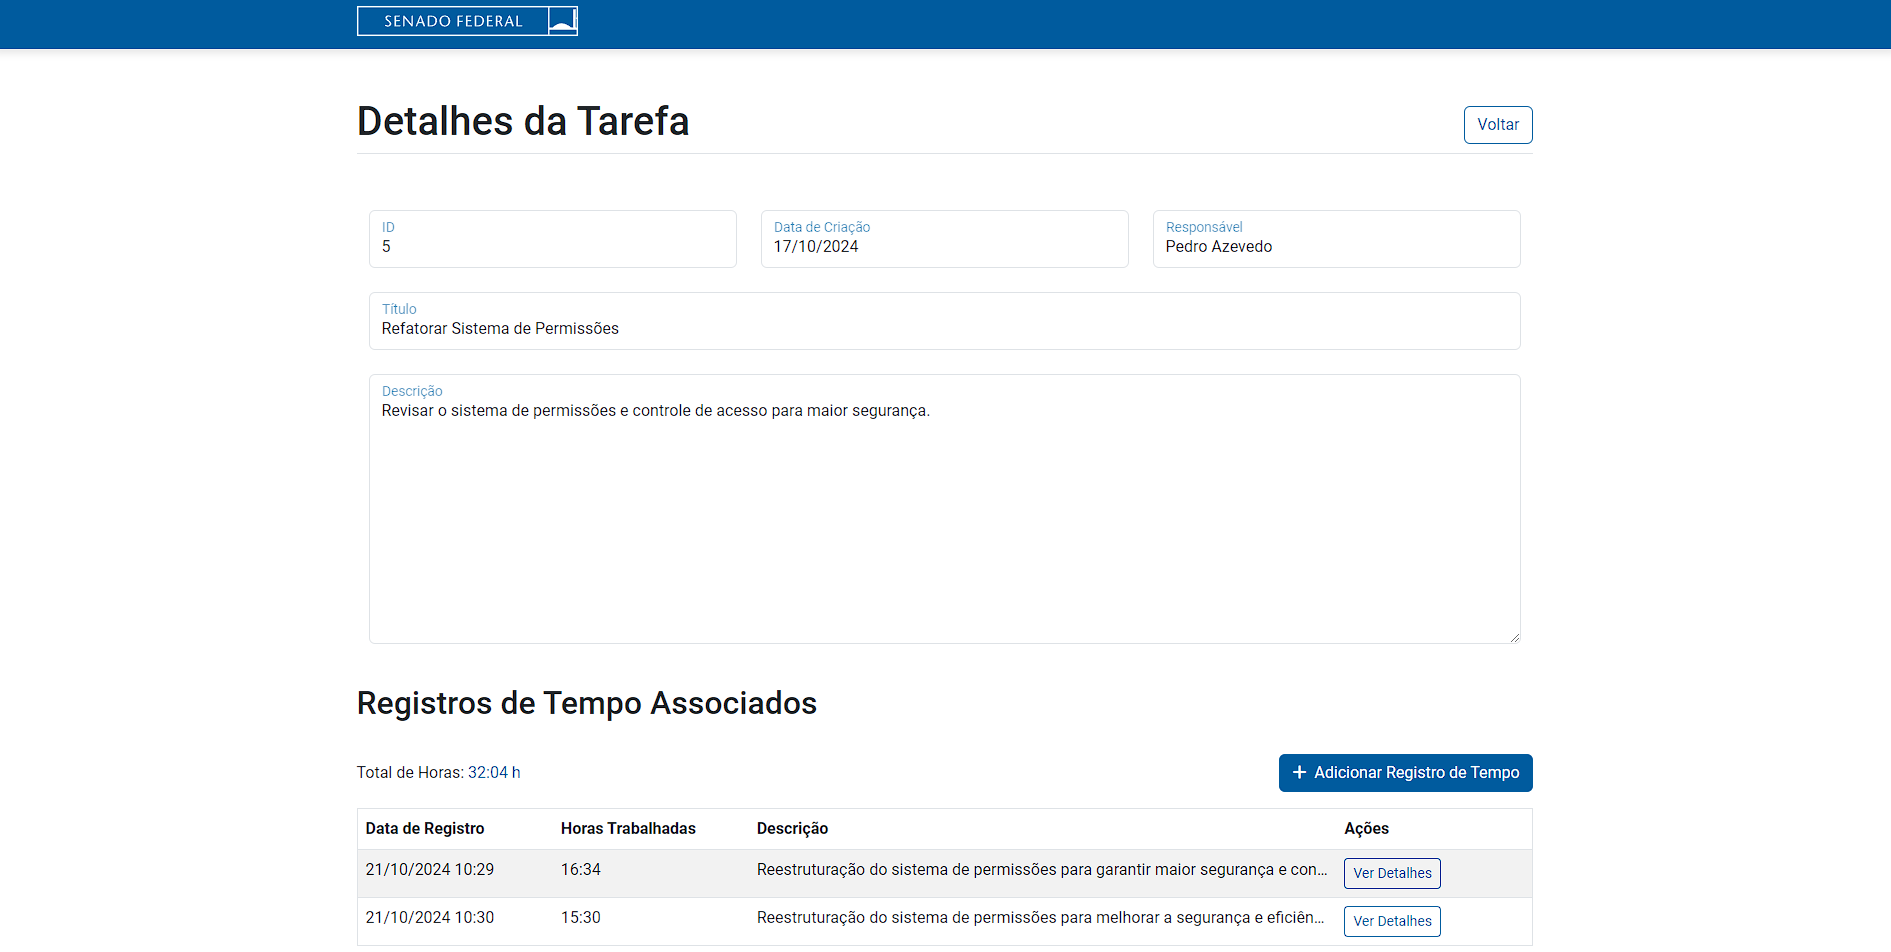 SENADO FEDERAL
Detalhes da Tarefa
Voltar
ID
5
Data de Criação
17/10/2024
Responsável
Pedro Azevedo
Título
Refatorar Sistema de Permissões
Descrição
Revisar o sistema de permissões e controle de acesso para maior segurança.
Registros de Tempo Associados
Total de Horas: 32:04 h
+ Adicionar Registro de Tempo
Data de Registro Horas Trabalhadas Descrição Ações
21/10/2024 10:29 16:34 Reestruturação do sistema de permissões para garantir maior segurança e con... Ver Detalhes
21/10/2024 10:30 15:30 Reestruturação do sistema de permissões para melhorar a segurança e eficiên... Ver Detalhes